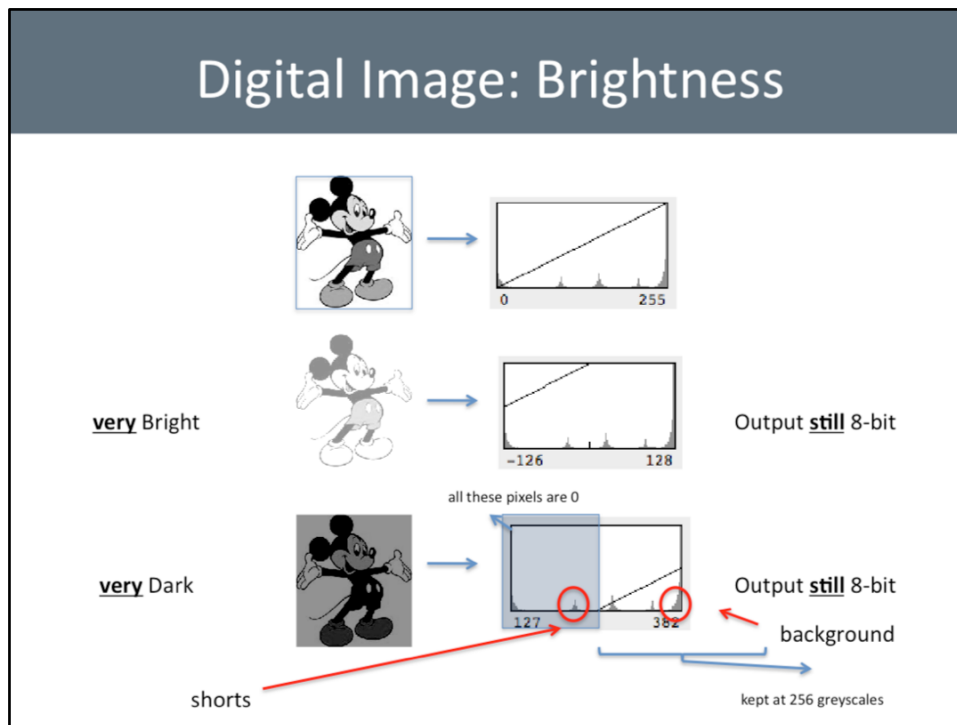 Digital Image: Brightness
0 255
very Bright
-126 128
Output still 8-bit
all these pixels are 0
very Dark
127 382
Output still 8-bit
background
shorts
kept at 256 greyscales